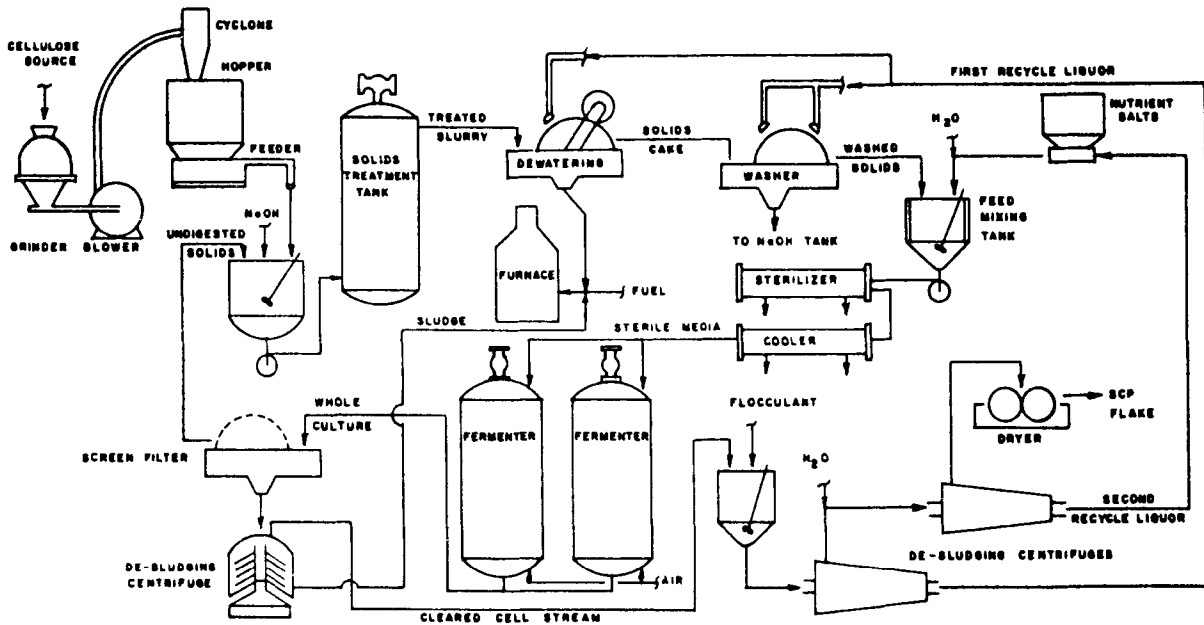 CYCLONE
CELLULOSE
SOURCE
HOPPER
FEEDER
GRINDER BLOWER
NaOH
UNDIGESTED
SOLIDS
SOLIDS
TREATMENT
TANK
TREATED
SLURRY
DEWATERING
SOLIDS
CAKE
WASHER
TO NaOH TANK
FIRST RECYCLE LIQUOR
WASHED
SOLIDS
H2O
NUTRIENT
SALTS
FEED
MIXING
TANK
FURNACE
FUEL
STERILIZER
COOLER
STERILE MEDIA
SLUDGE
WHOLE
CULTURE
FERMENTER
FERMENTER
AIR
SCREEN FILTER
DE-SLUDGING
CENTRIFUGE
CLEARED CELL STREAM
FLOCCULANT
H2O
DRYER
SCP
FLAKE
SECOND
RECYCLE LIQUOR
DE-SLUDGING CENTRIFUGES